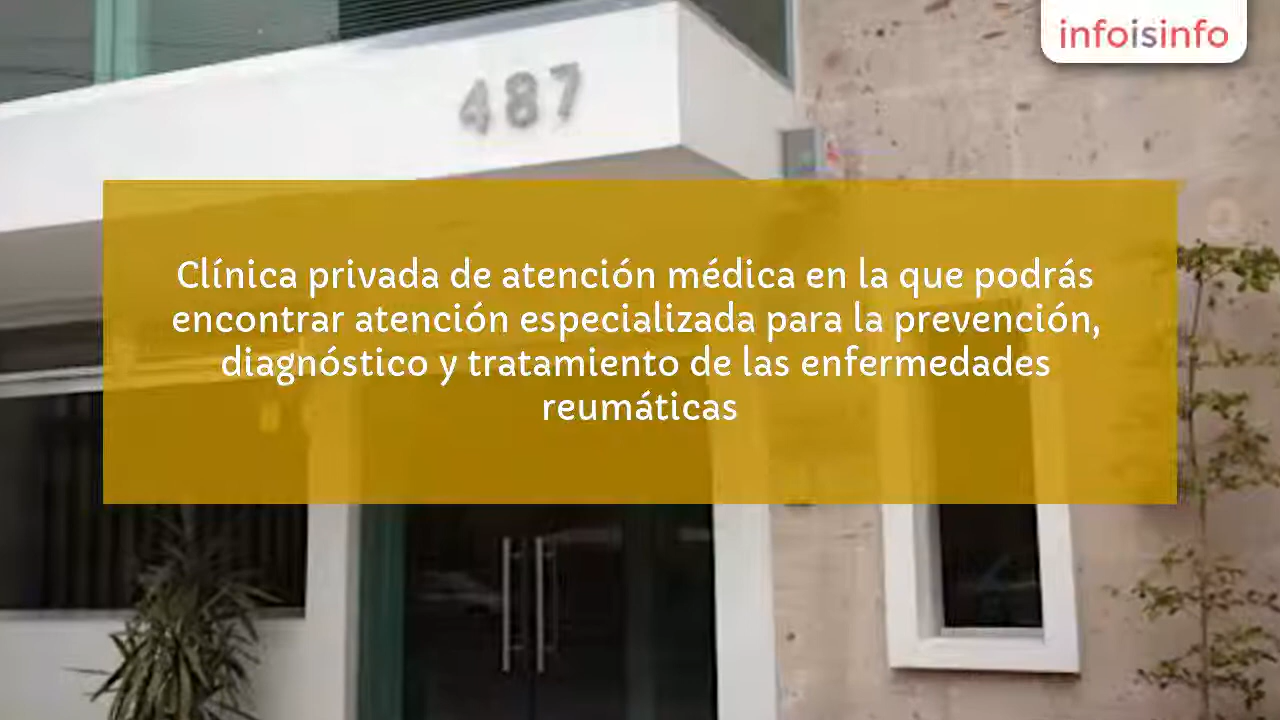 infoisinfo
487
Clínica privada de atención médica en la que podrás
encontrar atención especializada para la prevención,
diagnóstico y tratamiento de las enfermedades
reumáticas